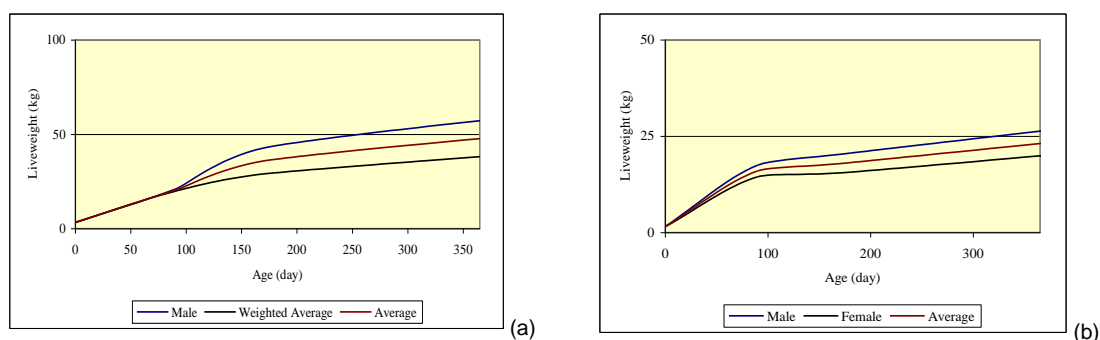 100
50
0
Liveweight (kg)
0 50 100 150 200 250 300 350
Age (day)
Male Weighted Average Average
(a)
50
25
0
Liveweight (kg)
0 100 200 300
Age (day)
Male Female Average
(b)